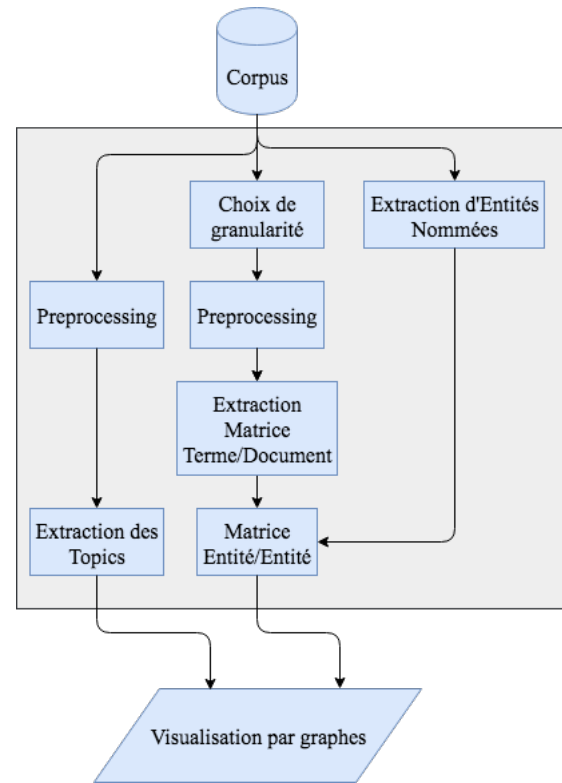 Corpus
Choix de
granularité
Extraction d'Entités
Nommées
Preprocessing
Preprocessing
Extraction
Matrice
Terme/Document
Extraction des
Topics
Matrice
Entité/Entité
Visualisation par graphes